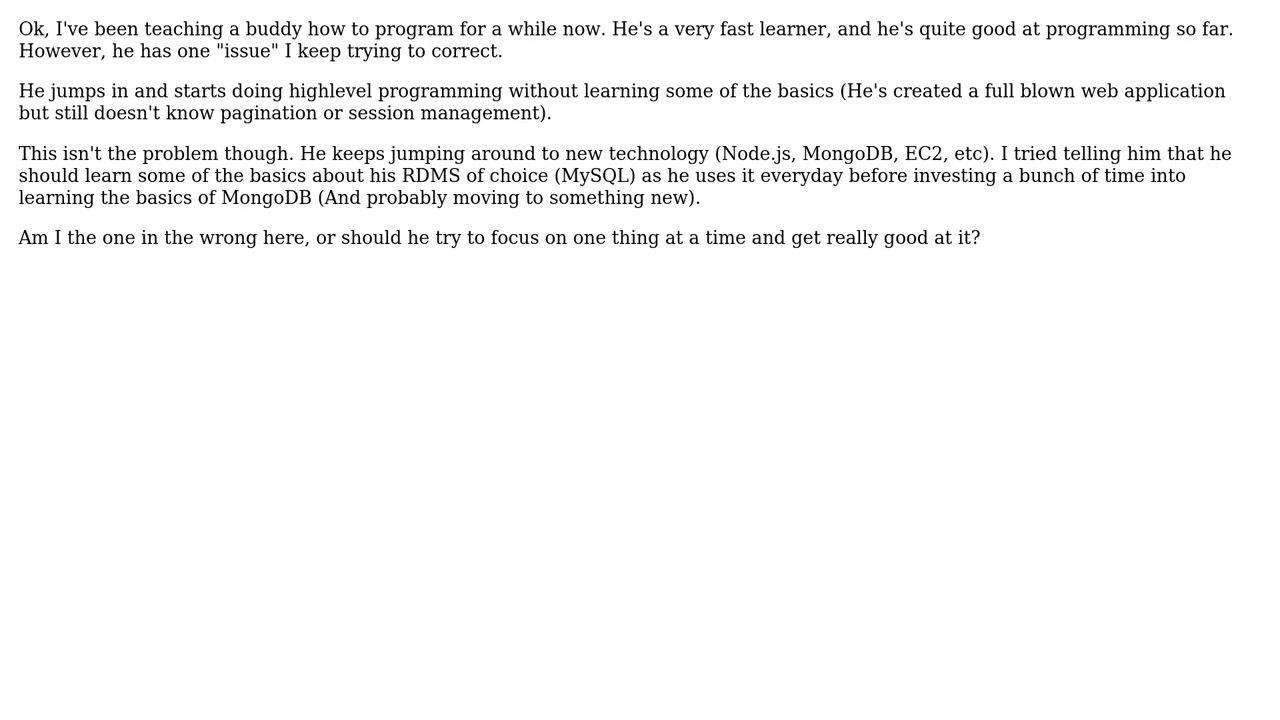 Ok, I've been teaching a buddy how to program for a while now. He's a very fast learner, and he's quite good at programming so far.
However, he has one "issue" I keep trying to correct.
He jumps in and starts doing highlevel programming without learning some of the basics (He's created a full blown web application
but still doesn't know pagination or session management).
This isn't the problem though. He keeps jumping around to new technology (Node.js, MongoDB, EC2, etc). I tried telling him that he
should learn some of the basics about his RDMS of choice (MySQL) as he uses it everyday before investing a bunch of time into
learning the basics of MongoDB (And probably moving to something new).
Am I the one in the wrong here, or should he try to focus on one thing at a time and get really good at it?